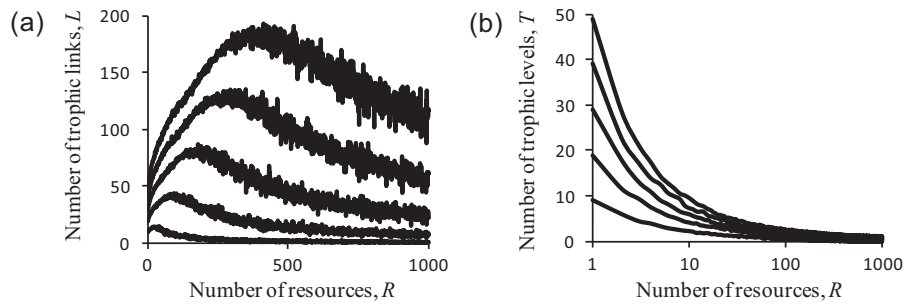 (a)
Number of trophic links, L
200
150
100
50
0
0 500 1000
Number of resources, R
(b)
Number of trophic levels, T
50
40
30
20
10
0
1 10 100 1000
Number of resources, R